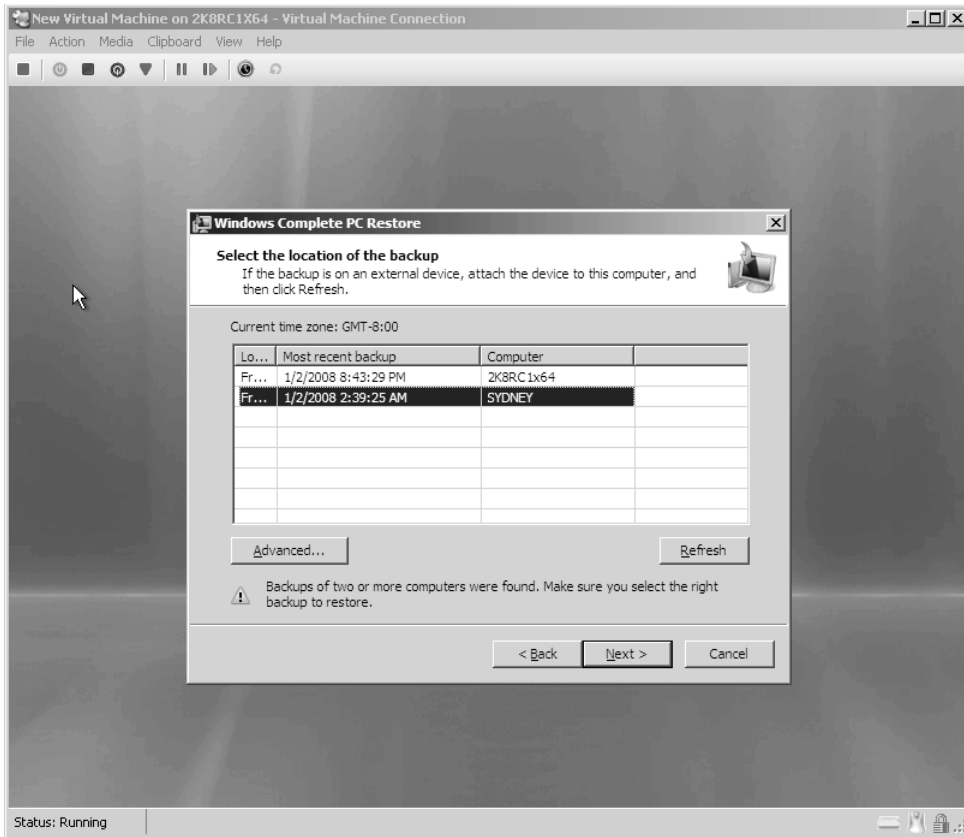 New Virtual Machine on 2K8RC1X64 - Virtual Machine Connection
File Action Media Clipboard View Help
Windows Complete PC Restore
Select the location of the backup
If the backup is on an external device, attach the device to this computer, and
then click Refresh.
Current time zone: GMT-8:00
Lo... Most recent backup Computer
Fr... 1/2/2008 8:43:29 PM 2K8RC1x64
Fr... 1/2/2008 2:39:25 AM SYDNEY
Advanced... Refresh
Backups of two or more computers were found. Make sure you select the right
backup to restore.
< Back Next > Cancel
Status: Running